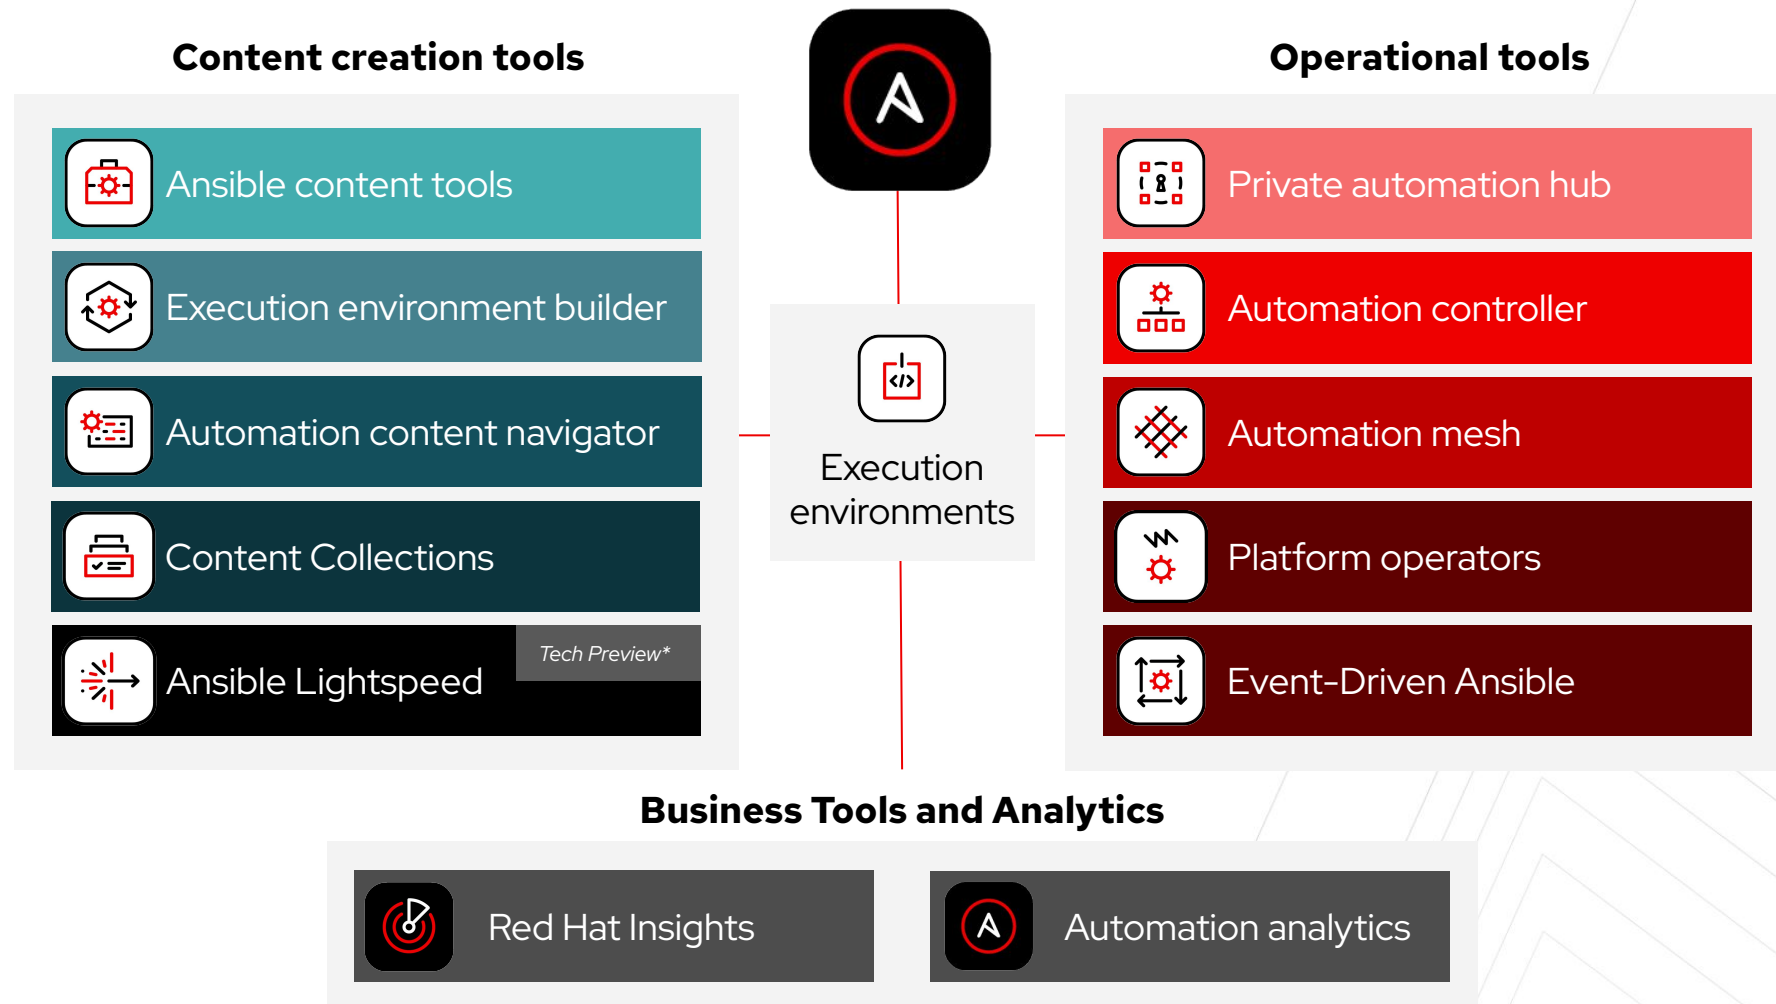 Content creation tools
Ansible content tools
Execution environment builder
Automation content navigator
Content Collections
Ansible Lightspeed
Tech Preview*
A
</>
Execution
environments
Operational tools
Private automation hub
Automation controller
Automation mesh
Platform operators
Event-Driven Ansible
Business Tools and Analytics
Red Hat Insights
A
Automation analytics